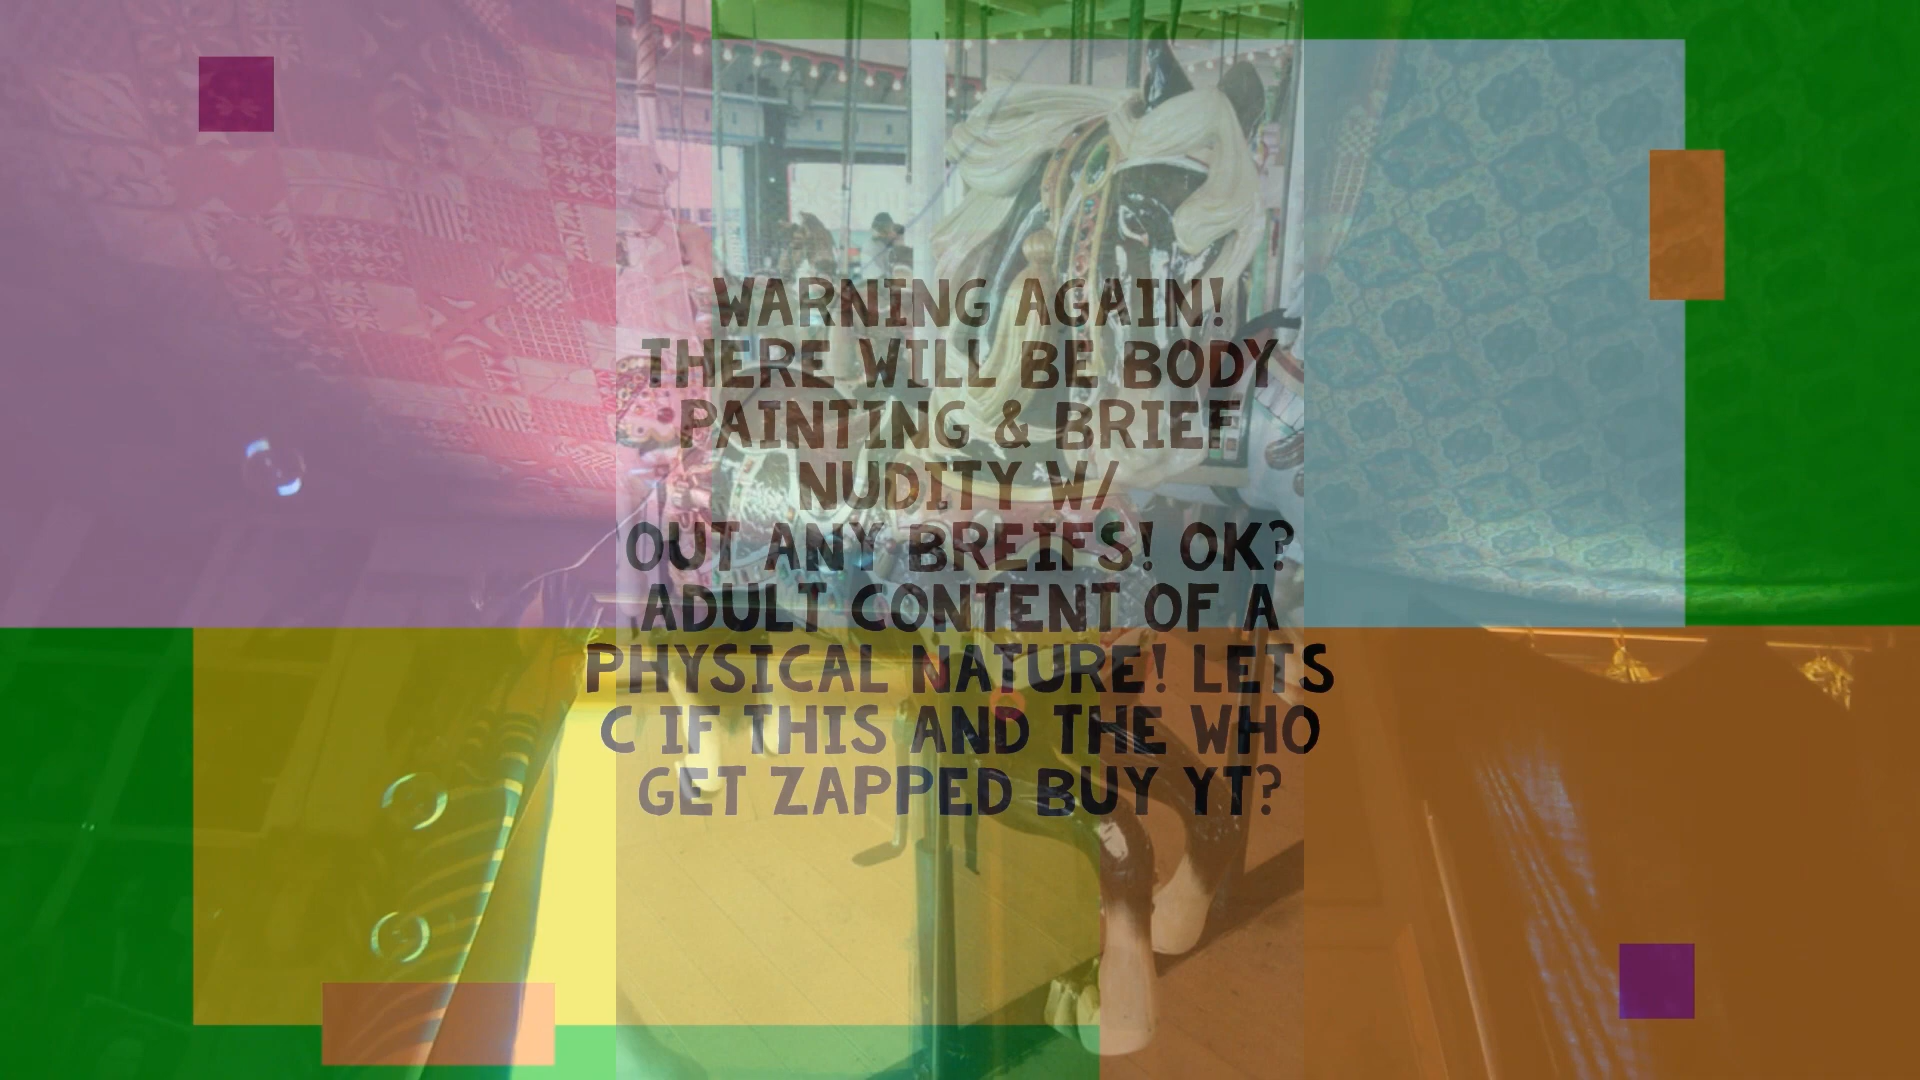 WARNING AGAIN!
THERE WILL BE BODY
PAINTING & BRIEF
NUDITY W/
OUT ANY BREIFS! OK?
ADULT CONTENT OF A
PHYSICAL NATURE! LETS
C IF THIS AND THE WHO
GET ZAPPED BUY YT?